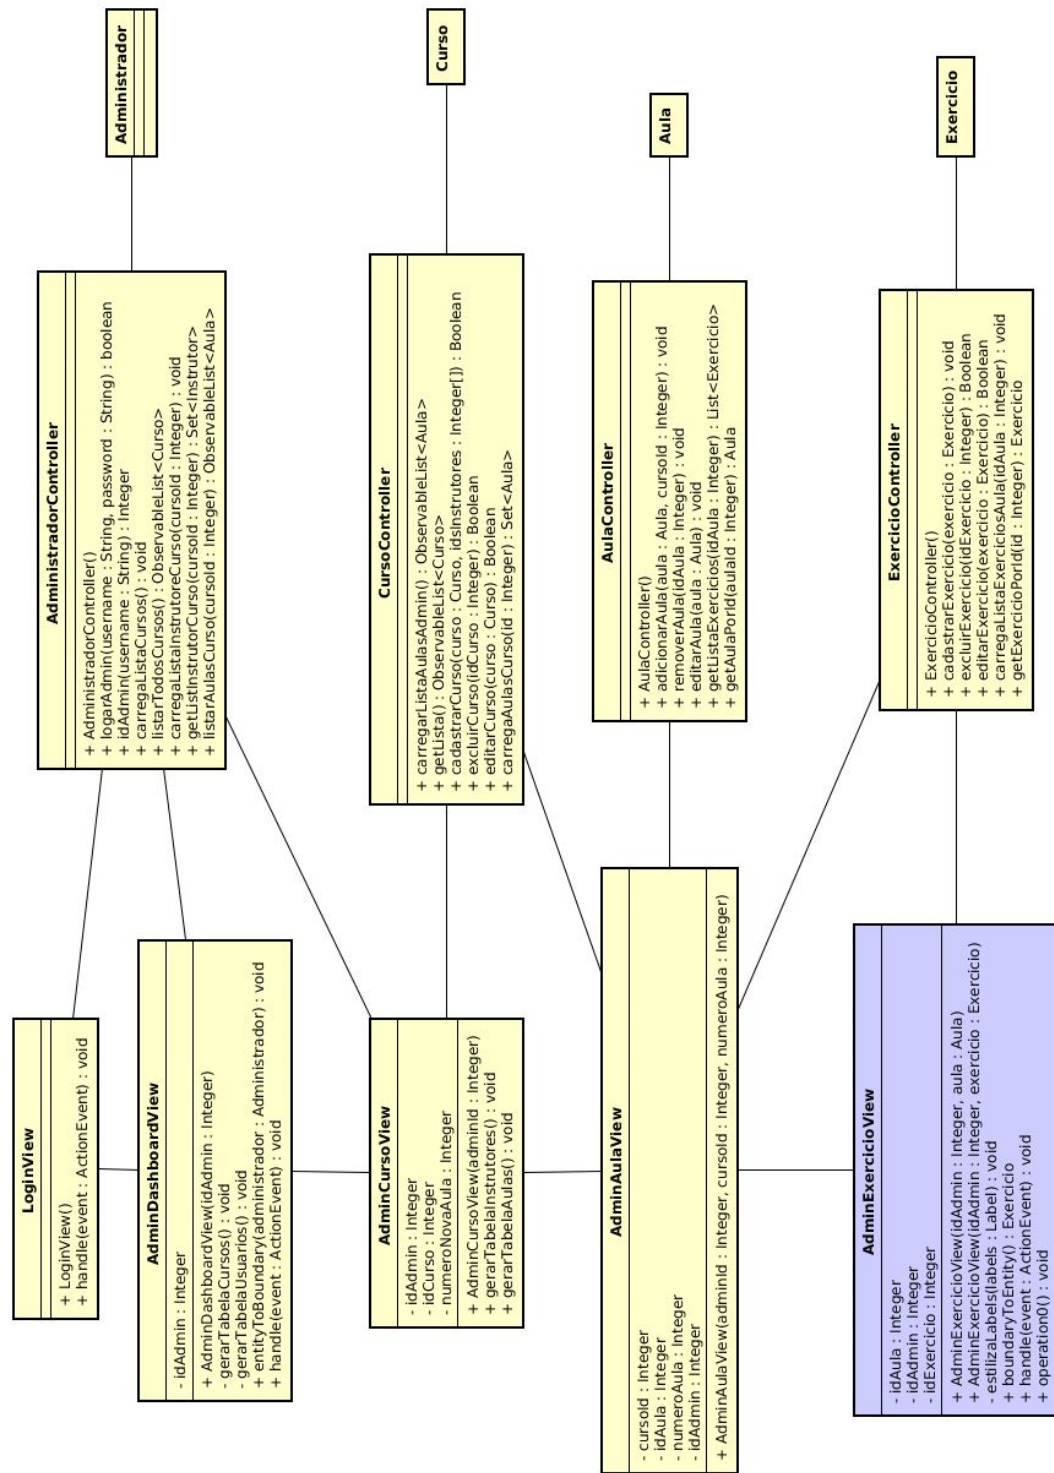 LoginView
+ LoginView()
+ handle(event : ActionEvent) : void
AdminDashboardView
- idAdmin : Integer
+ AdminDashboardView(idAdmin : Integer)
- gerarTabelaCursos() : void
- gerarTabelaUsuarios() : void
+ entityToBoundary(administrador : Administrador) : void
+ handle(event : ActionEvent) : void
AdminCursoView
- idAdmin : Integer
- idCurso : Integer
- numeroNovaAula : Integer
+ AdminCursoView(adminId : Integer)
+ gerarTabelaInstrutores() : void
+ gerarTabelaAulas() : void
AdminAulaView
- cursoId : Integer
- idAula : Integer
- numeroAula : Integer
- idAdmin : Integer
+ AdminAulaView(adminId : Integer, cursoId : Integer, numeroAula : Integer)
AdminExercicioView
- idAula : Integer
- idAdmin : Integer
- idExercicio : Integer
+ AdminExercicioView(idAdmin : Integer, aula : Aula)
+ AdminExercicioView(idAdmin : Integer, exercicio : Exercicio)
- estilizaLabels(labels : Label) : void
+ boundaryToEntity() : Exercicio
+ handle(event : ActionEvent) : void
+ operation0() : void
AdministradorController
+ AdministradorController()
+ logarAdmin(username : String, password : String) : boolean
+ idAdmin(username : String) : Integer
+ carregaListaCursos() : void
+ listarTodosCursos() : ObservableList<Curso>
+ carregaListaInstrutoreCurso(cursoId : Integer) : void
+ getListInstrutorCurso(cursoId : Integer) : Set<Instrutor>
+ listarAulasCurso(cursoId : Integer) : ObservableList<Aula>
CursoController
+ carregarListaAulasAdmin() : ObservableList<Aula>
+ getLista() : ObservableList<Curso>
+ cadastrarCurso(curso : Curso, idsInstrutores : Integer[]) : Boolean
+ excluirCurso(idCurso : Integer) : Boolean
+ editarCurso(curso : Curso) : Boolean
+ carregaAulasCurso(id : Integer) : Set<Aula>
AulaController
+ AulaController()
+ adicionarAula(aula : Aula, cursoId : Integer) : void
+ removerAula(idAula : Integer) : void
+ editarAula(aula : Aula) : void
+ getListaExercicios(idAula : Integer) : List<Exercicio>
+ getAulaPorId(aulaId : Integer) : Aula
ExercicioController
+ ExercicioController()
+ cadastrarExercicio(exercicio : Exercicio) : void
+ excluirExercicio(idExercicio : Integer) : Boolean
+ editarExercicio(exercicio : Exercicio) : Boolean
+ carregaListaExerciciosAula(idAula : Integer) : void
+ getExercicioPorId(id : Integer) : Exercicio
Administrador
Curso
Aula
Exercicio